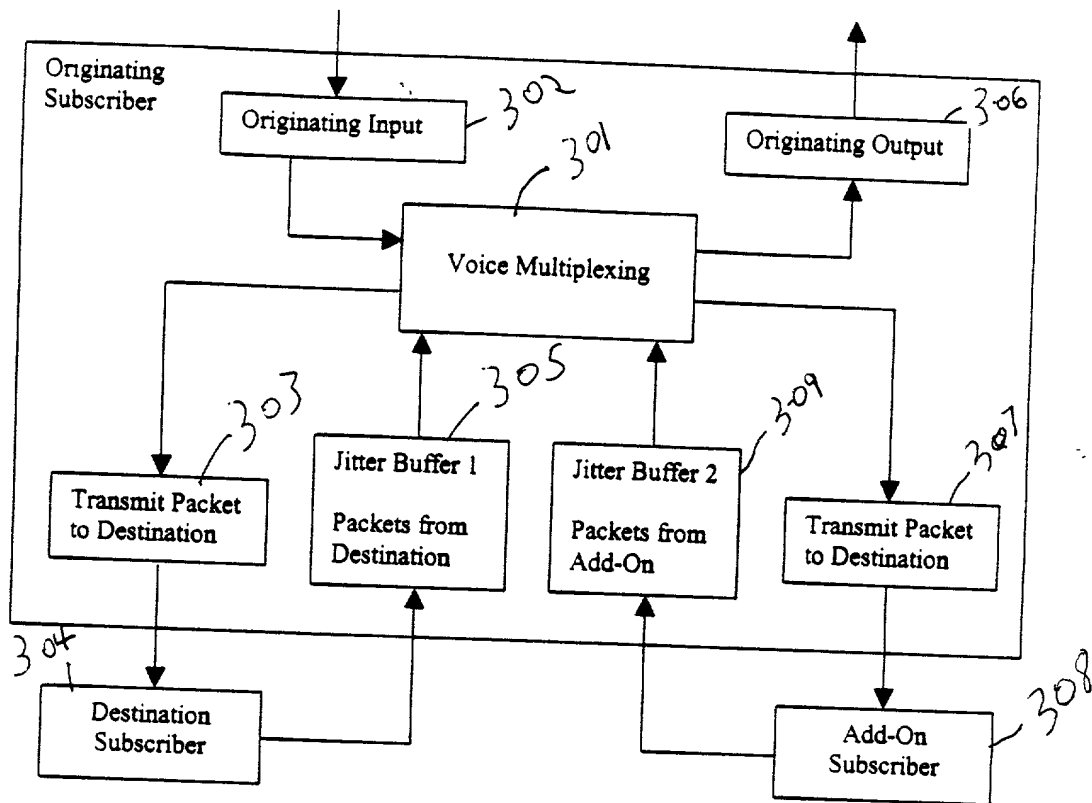 Originating
Subscriber
Originating Input
302
306
Originating Output
301
Voice Multiplexing
303
305
309
307
Jitter Buffer 1
Packets from
Destination
Jitter Buffer 2
Packets from
Add-On
Transmit Packet
to Destination
Transmit Packet
to Destination
304
Destination
Subscriber
308
Add-On
Subscriber